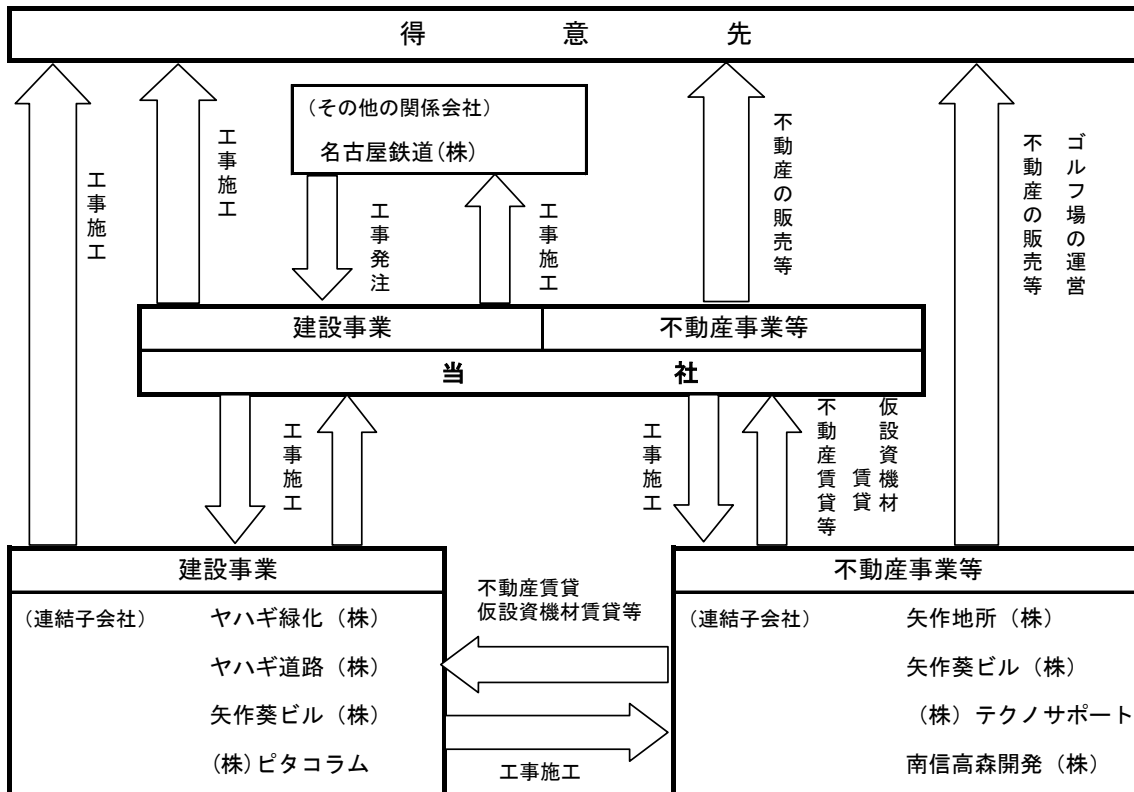 得意先
(その他の関係会社)
名古屋鉄道(株)
工事施工
工事施工
工事発注
工事施工
不動産の販売等
ゴルフ場の運営
不動産の販売等
建設事業
不動産事業等
当社
工事施工
工事施工
仮設資機材
賃貸
不動産賃貸等
建設事業
(連結子会社)
ヤハギ緑化(株)
ヤハギ道路(株)
矢作葵ビル(株)
(株)ピタコラム
不動産賃貸
仮設資機材賃貸等
工事施工
不動産事業等
(連結子会社)
矢作地所(株)
矢作葵ビル(株)
(株)テクノサポート
南信高森開発(株)